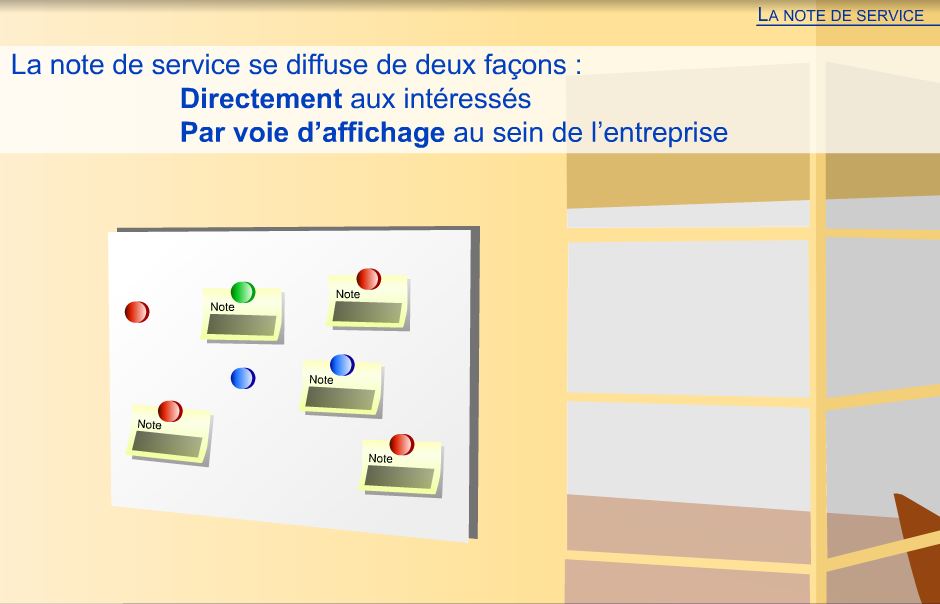 LA NOTE DE SERVICE
La note de service se diffuse de deux façons :
Directement aux intéressés
Par voie d’affichage au sein de l’entreprise
Note
Note
Note
Note
Note